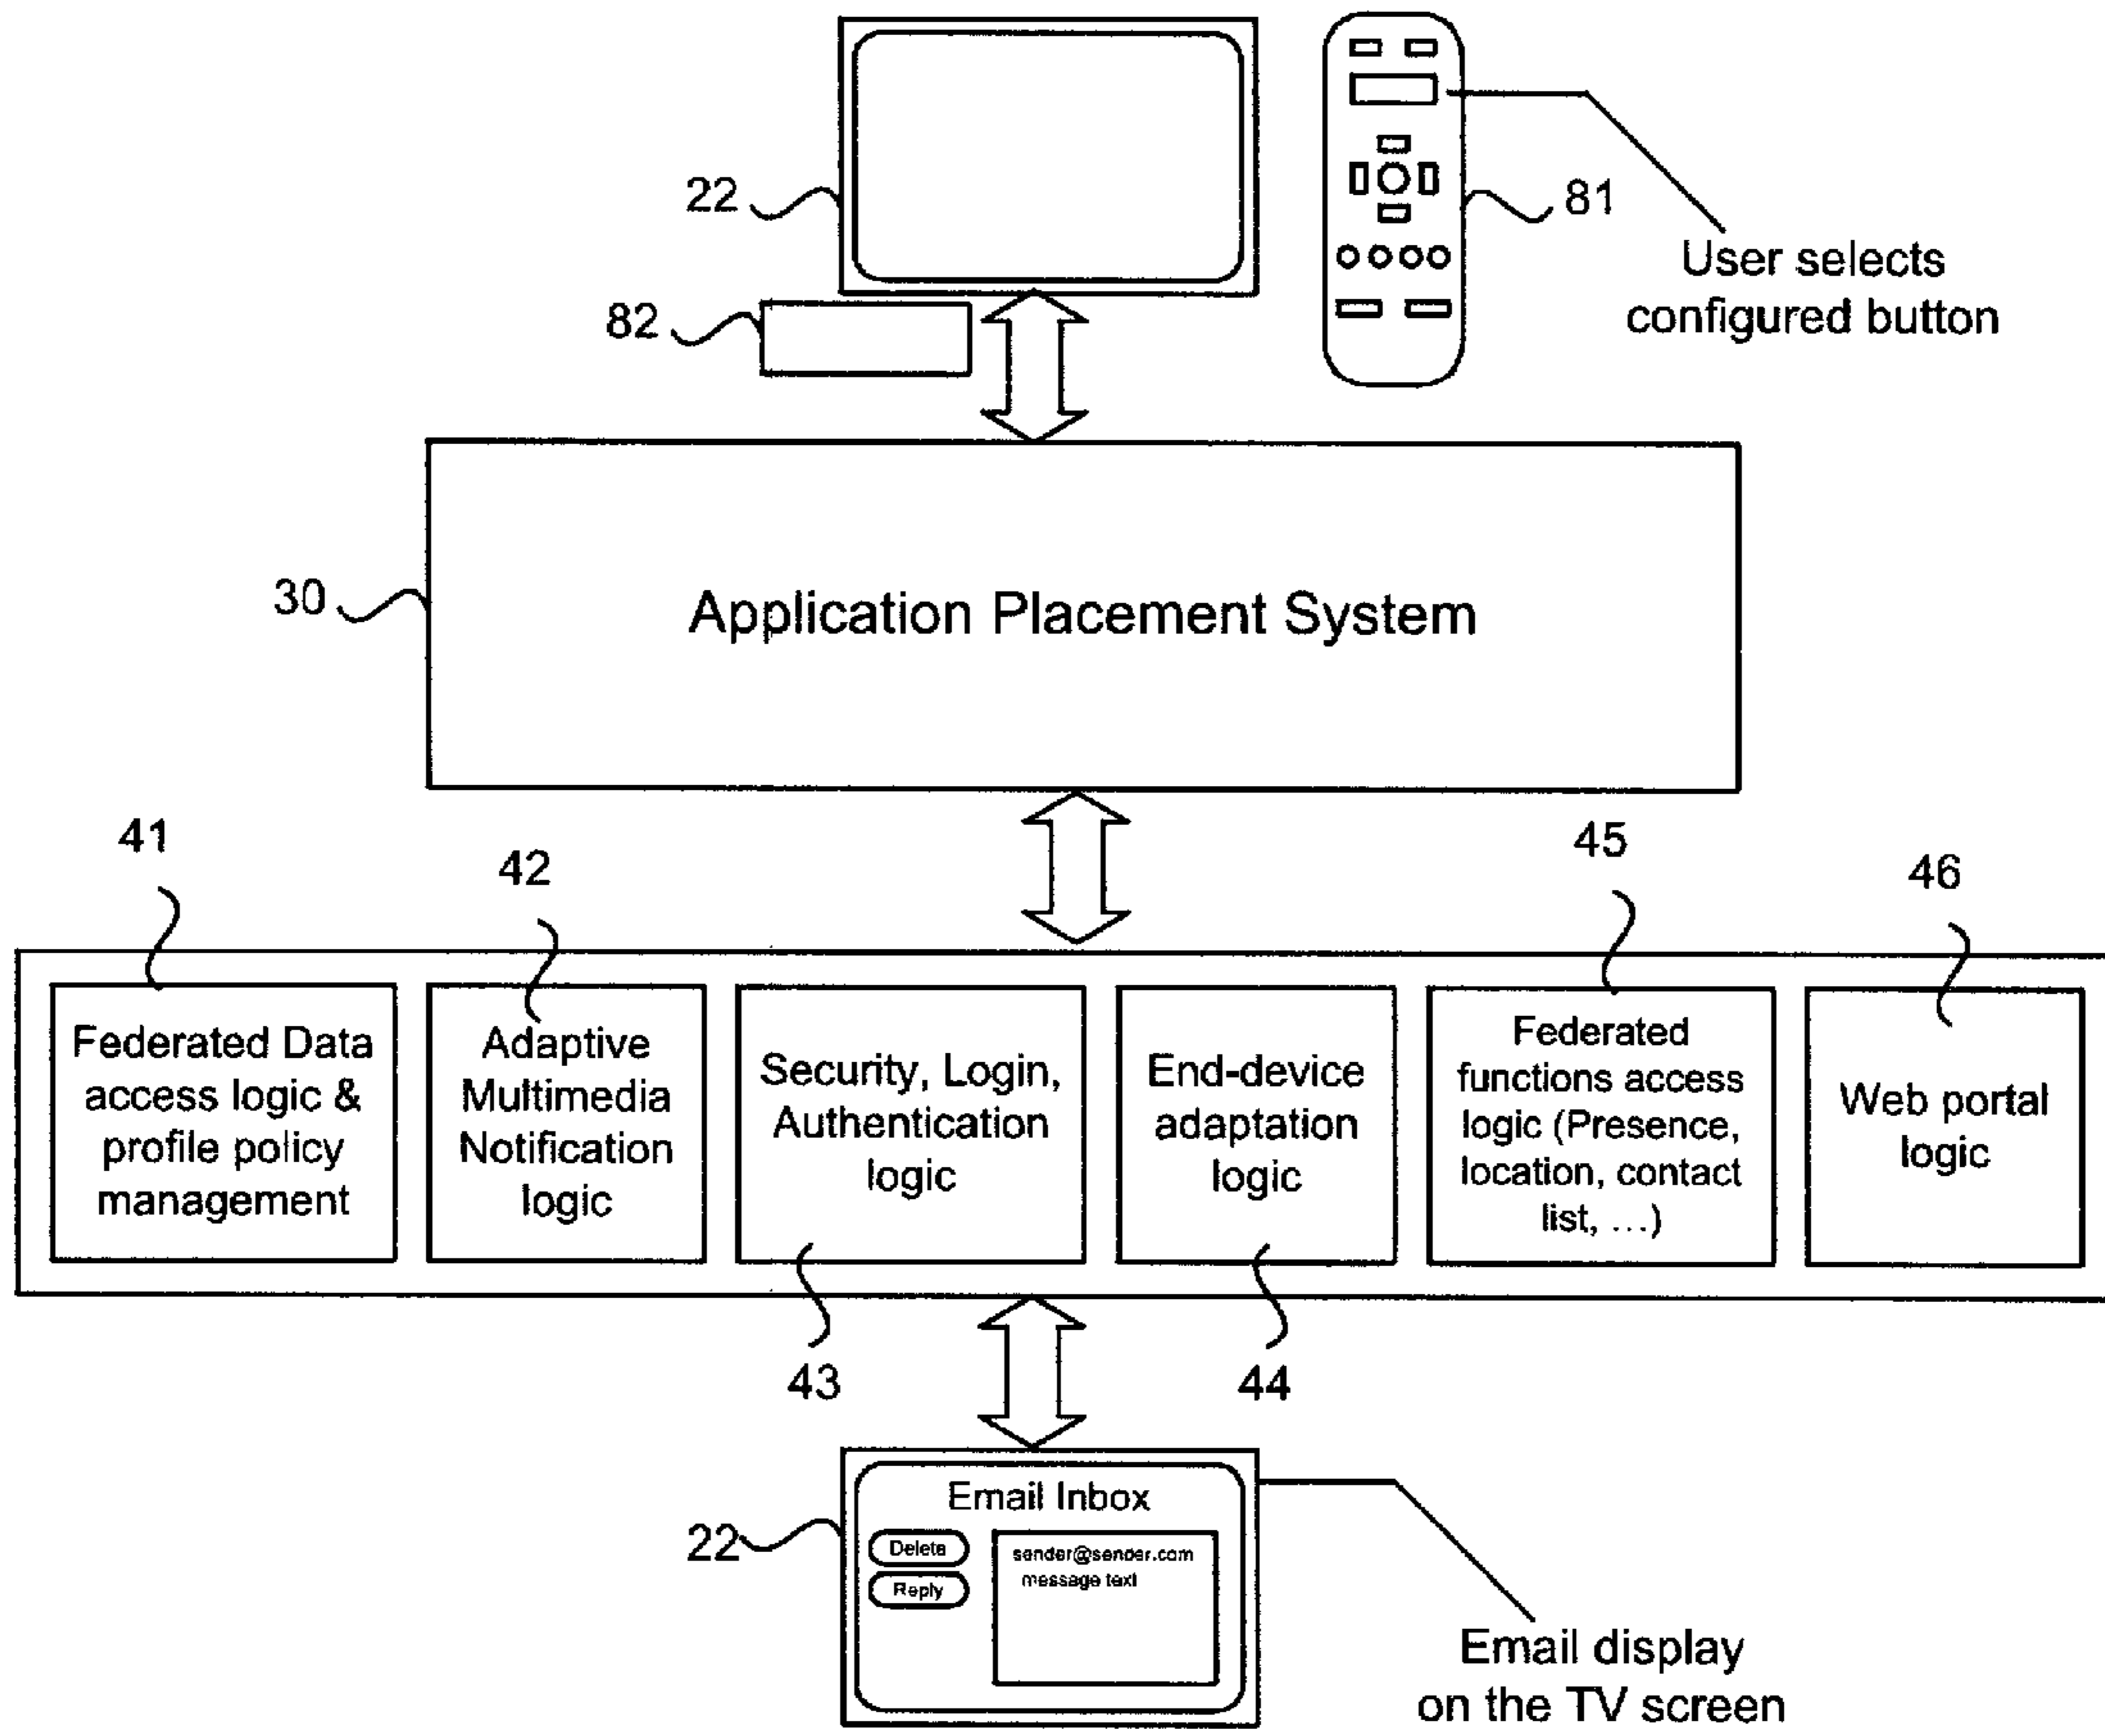 22
81
User selects
configured button
82
30
Application Placement System
41
42
45
46
Federated Data
access logic &
profile policy
management
Adaptive
Multimedia
Notification
logic
Security, Login,
Authentication
logic
End-device
adaptation
logic
Federated
functions access
logic (Presence,
location, contact
list, ...)
Web portal
logic
43
44
22
Email Inbox
Delete
Reply
sender@sender.com
message text
Email display
on the TV screen